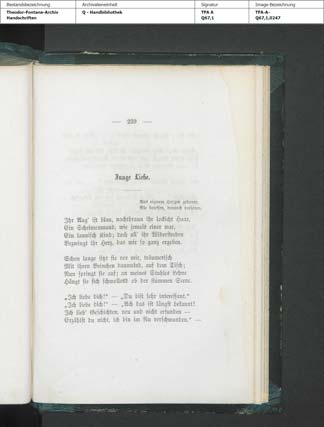 Bestandsbezeichnung
Archivalieneinheit
Signatur
Image-Bezeichnung
Theodor-Fontane-Archiv
Handschriften
Q - Handbibliothek
TFA A
Q67,1
TFA-A-
Q67,1,0247
— 239 —
Junge Liebe.
Aus eignem Herzen geboren,
Nie besessen, dennoch verloren.
Ihr Aug' ist blau, nachtbraun ihr lockicht Haar,
Ein Schelmenmund, wie jemals einer war,
Ein launisch Kind; doch all' ihr Widerstreben
Bezwingt ihr Herz, das mir so ganz ergeben.
Schon lange sitzt sie vor mir, träumerisch
Mit ihren Beinchen baumelnd, auf dem Tisch;
Nun springt sie auf; an meines Stuhles Lehne
Hängt sie sich schmollend ob der stummen Scene.
„Ich liebe dich!“ — „Du bist sehr interessant.“
„Ich liebe dich!“ — „Ach das ist längst bekannt!
Ich lieb' Geschichten, neu und nicht erfunden —
Erzählst du nicht, ich bin im Nu verschwunden.“ —